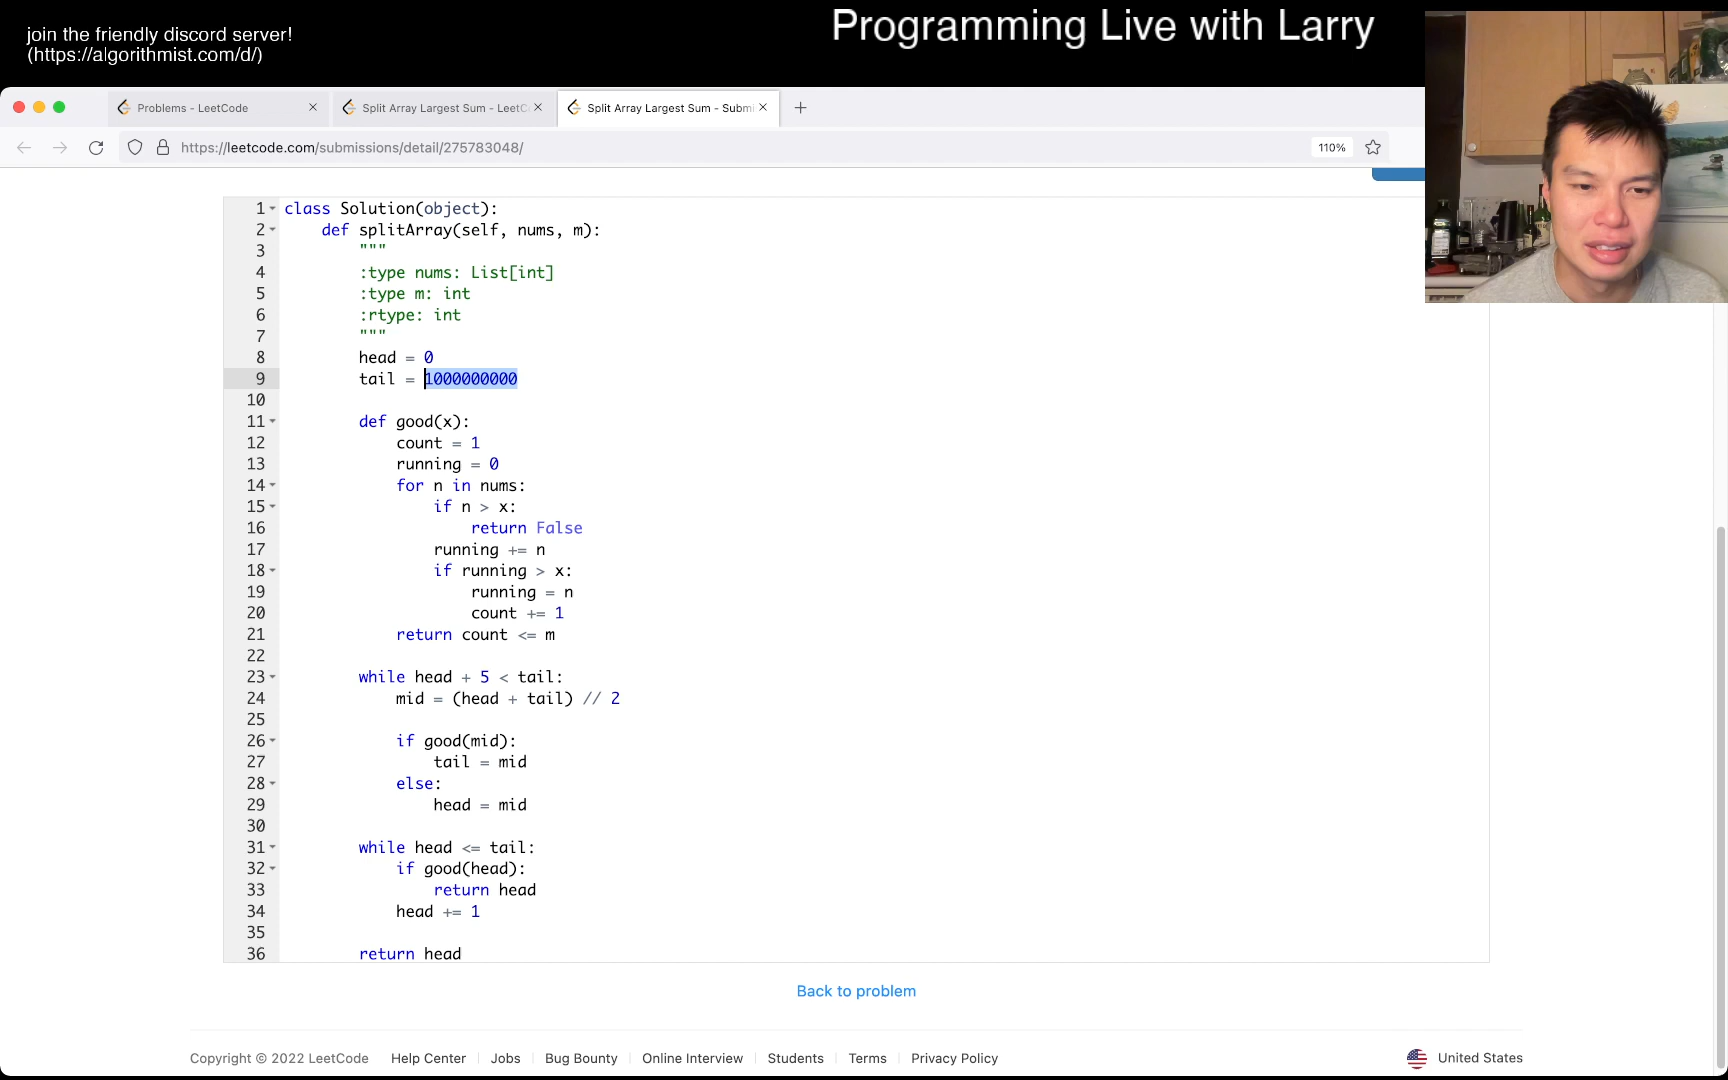 join the friendly discord server!
(https://algorithmist.com/d/)
Programming Live with Larry
Problems - LeetCode
Split Array Largest Sum - LeetC
Split Array Largest Sum - Submi
https://leetcode.com/submissions/detail/275783048/
110%
1 class Solution(object):
2 def splitArray(self, nums, m):
3 """
4 :type nums: List[int]
5 :type m: int
6 :rtype: int
7 """
8 head = 0
9 tail = 1000000000
10
11 def good(x):
12 count = 1
13 running = 0
14 for n in nums:
15 if n > x:
16 return False
17 running += n
18 if running > x:
19 running = n
20 count += 1
21 return count <= m
22
23 while head + 5 < tail:
24 mid = (head + tail) // 2
25
26 if good(mid):
27 tail = mid
28 else:
29 head = mid
30
31 while head <= tail:
32 if good(head):
33 return head
34 head += 1
35
36 return head
Back to problem
Copyright © 2022 LeetCode Help Center Jobs Bug Bounty Online Interview Students Terms Privacy Policy United States